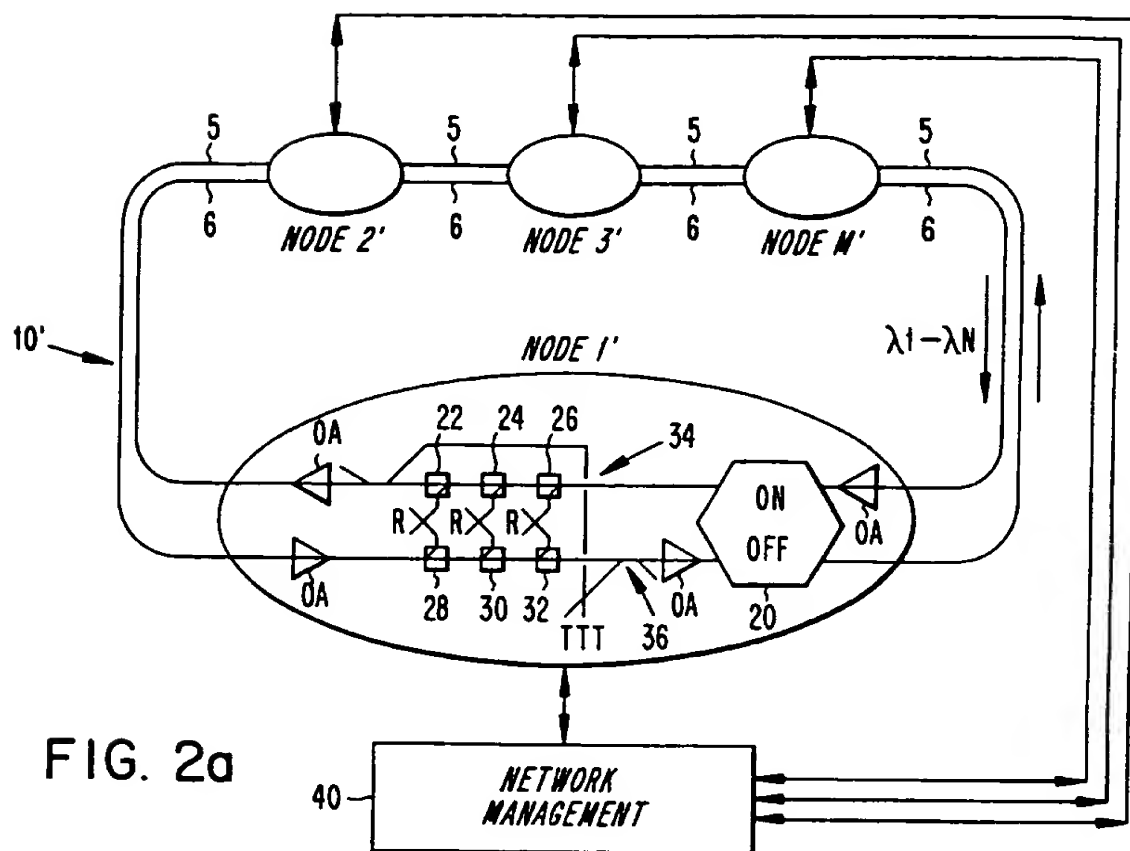 5 5 5 5
6 6 6 6
NODE 2' NODE 3' NODE M'
10'
λ1-λN
NODE 1'
OA 22 24 26 34
R R R
ON
OFF
OA
OA 28 30 32 TTT 36 OA 20
FIG. 2a
40
NETWORK
MANAGEMENT